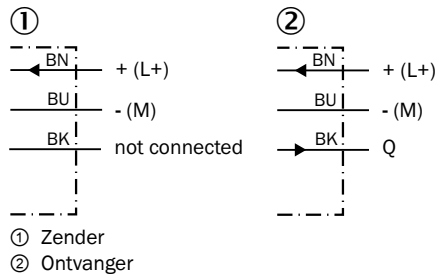 ① ②
BN + (L+) BN + (L+)
BU - (M) BU - (M)
BK not connected BK Q
① Zender
② Ontvanger